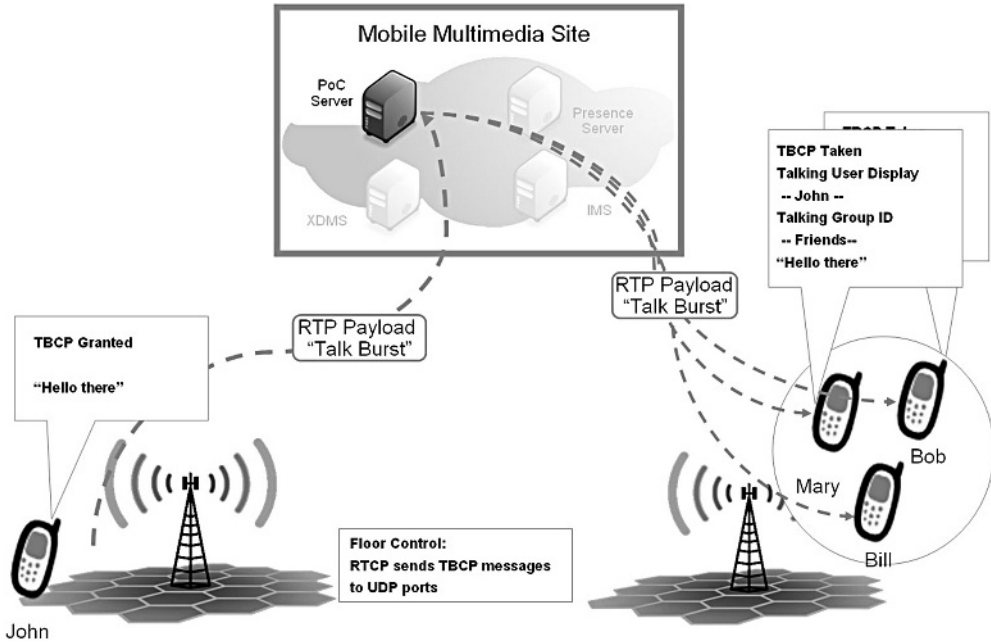 Mobile Multimedia Site
PoC
Server
Presence
Server
XDMS
IMS
TBCP Taken
Talking User Display
-- John --
Talking Group ID
-- Friends--
“Hello there”
RTP Payload
“Talk Burst”
RTP Payload
“Talk Burst”
TBCP Granted
“Hello there”
Bob
Mary
Bill
Floor Control:
RTCP sends TBCP messages
to UDP ports
John